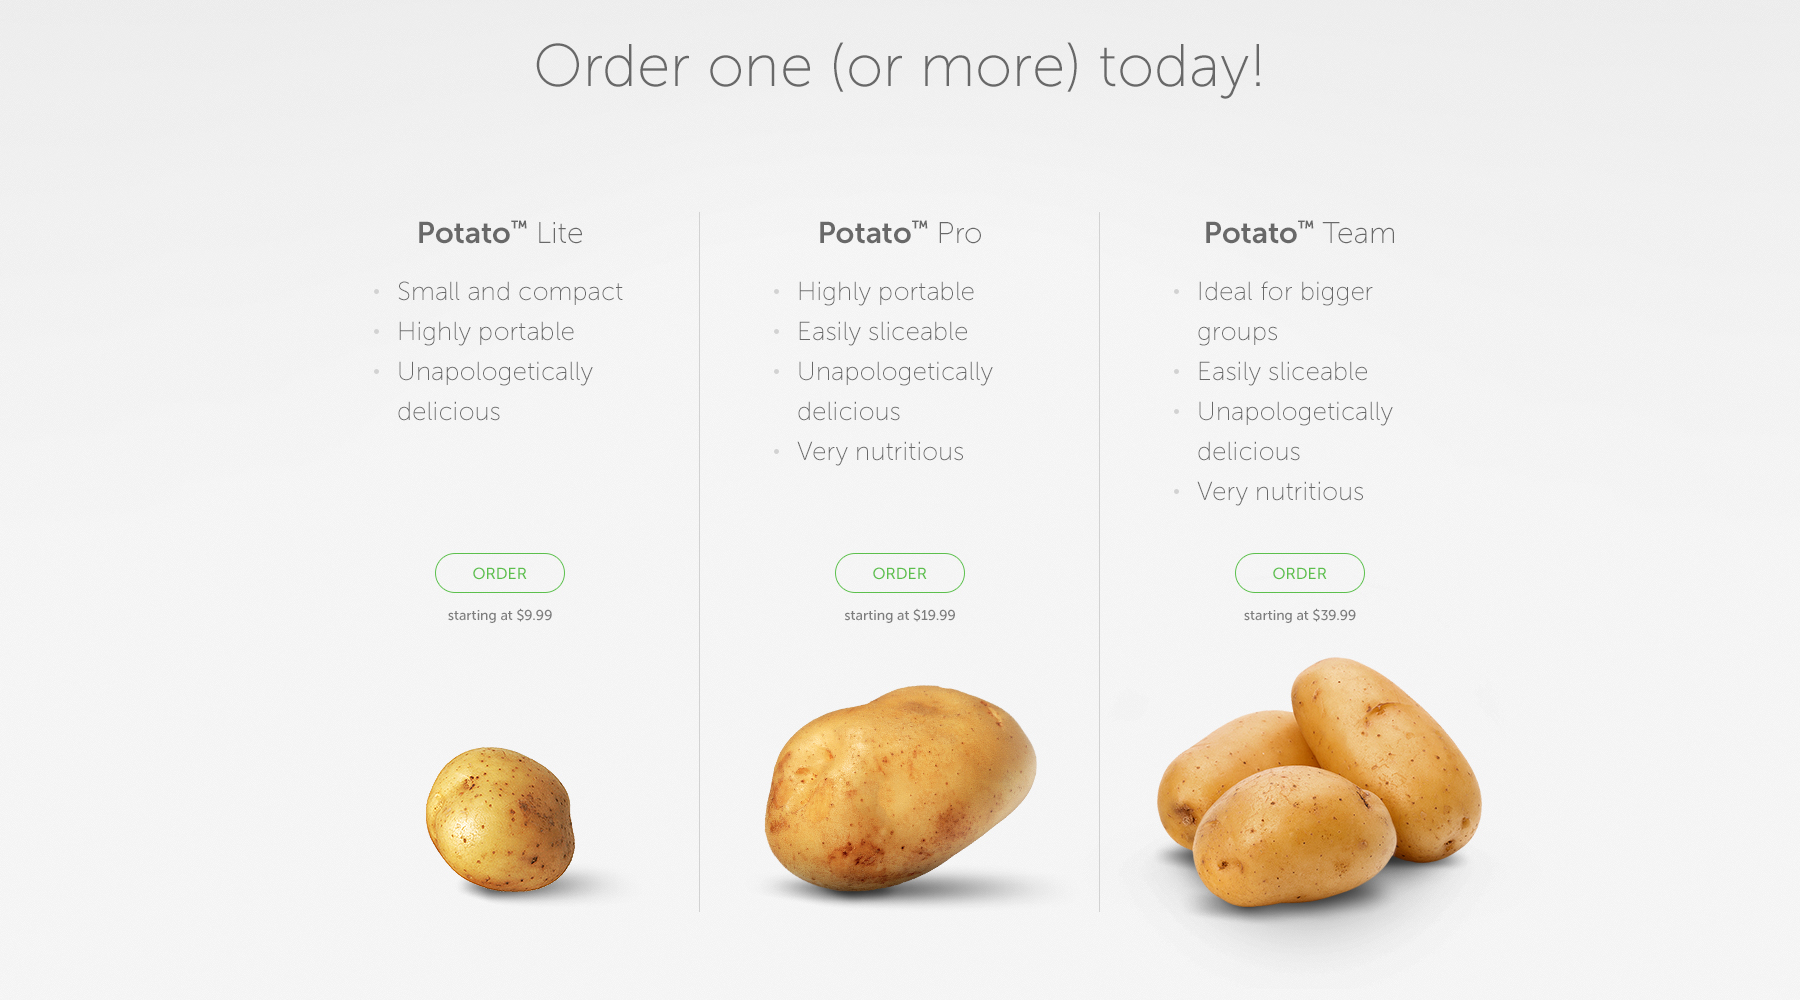 Order one (or more) today!
Potato™ Lite
• Small and compact
• Highly portable
• Unapologetically
delicious
ORDER
starting at $9.99
Potato™ Pro
• Highly portable
• Easily sliceable
• Unapologetically
delicious
• Very nutritious
ORDER
starting at $19.99
Potato™ Team
• Ideal for bigger
groups
• Easily sliceable
• Unapologetically
delicious
• Very nutritious
ORDER
starting at $39.99